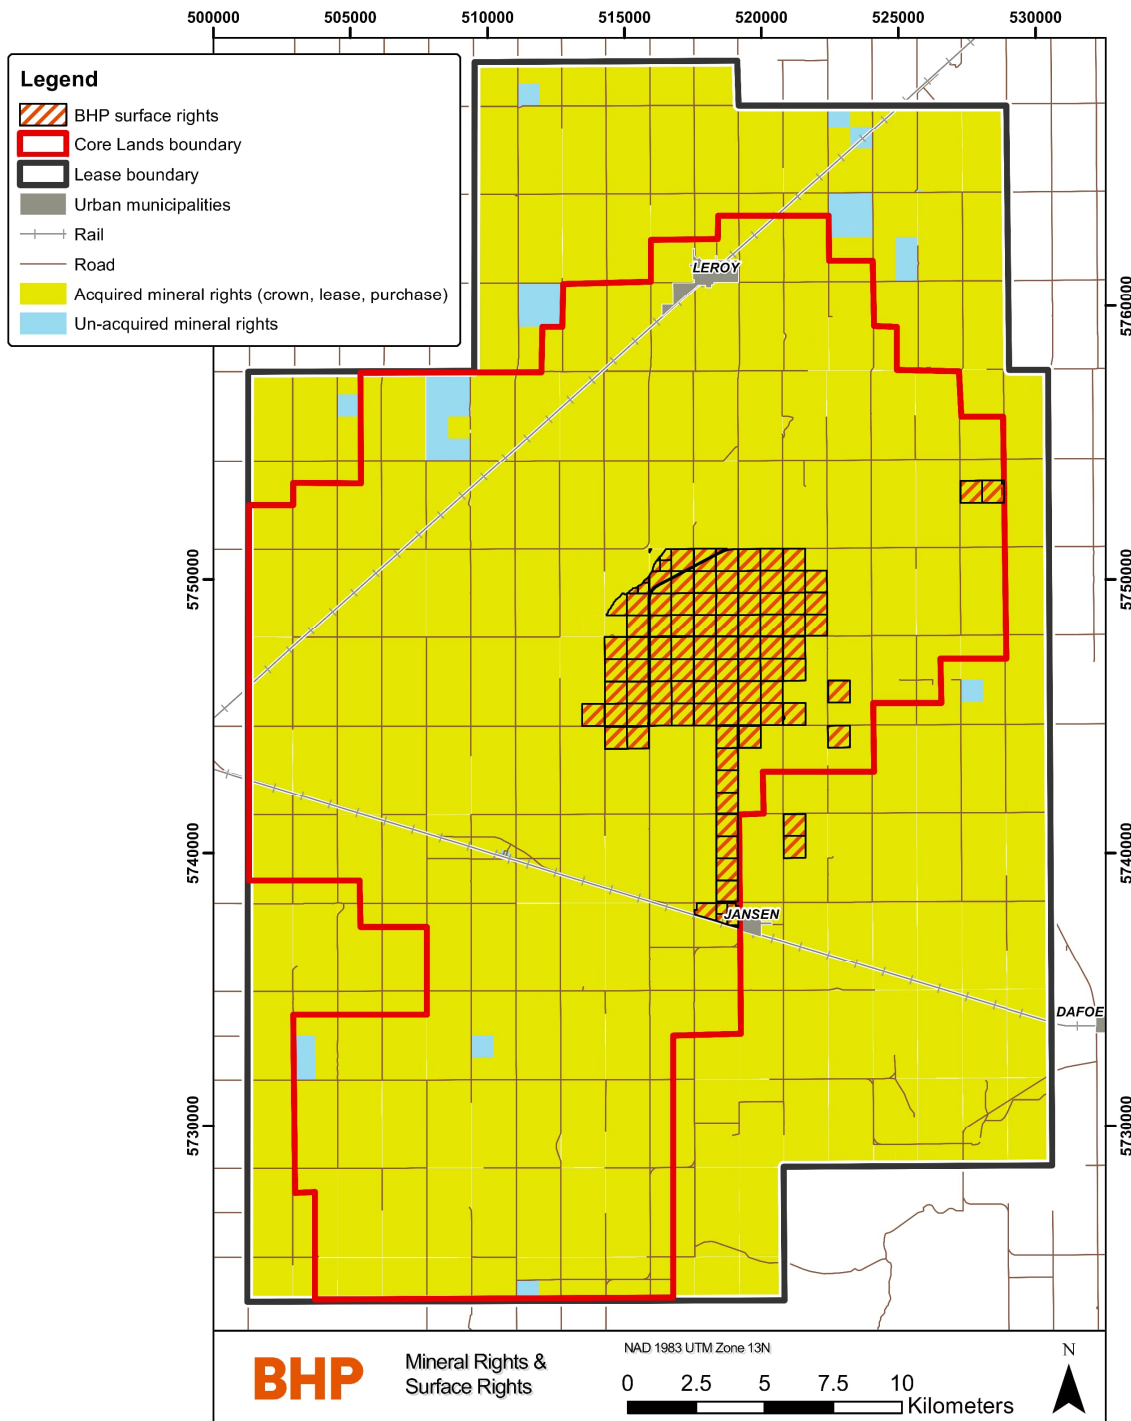 500000 505000 510000 515000 520000 525000 530000
Legend
BHP surface rights
Core Lands boundary
Lease boundary
Urban municipalities
Rail
Road
Acquired mineral rights (crown, lease, purchase)
Un-acquired mineral rights
LEROY
5760000
5750000
5750000
5740000
5740000
JANSEN
DAFOE
5730000
5730000
BHP
Mineral Rights &
Surface Rights
NAD 1983 UTM Zone 13N
0 2.5 5 7.5 10
Kilometers
N